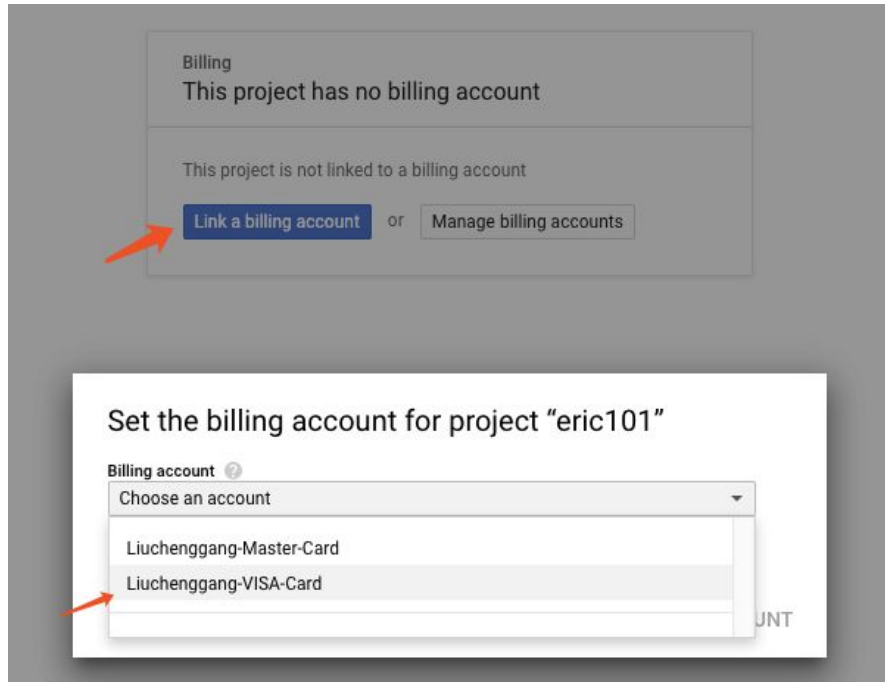 Billing
This project has no billing account
This project is not linked to a billing account
Link a billing account or Manage billing accounts
Set the billing account for project “eric101”
Billing account ?
Choose an account
Liuchenggang-Master-Card
Liuchenggang-VISA-Card
UNT